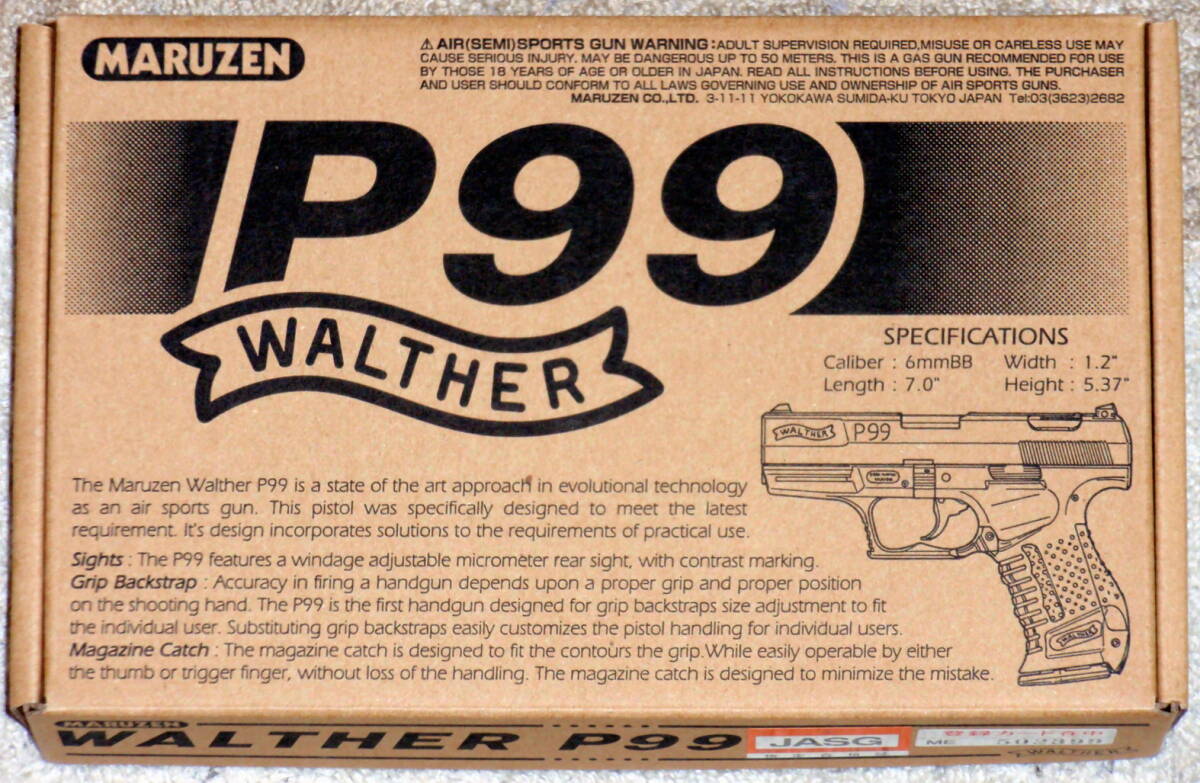 MARUZEN
⚠ AIR(SEMI)SPORTS GUN WARNING:ADULT SUPERVISION REQUIRED,MISUSE OR CARELESS USE MAY
CAUSE SERIOUS INJURY. MAY BE DANGEROUS UP TO 50 METERS. THIS IS A GAS GUN RECOMMENDED FOR USE
BY THOSE 18 YEARS OF AGE OR OLDER IN JAPAN. READ ALL INSTRUCTIONS BEFORE USING. THE PURCHASER
AND USER SHOULD CONFORM TO ALL LAWS GOVERNING USE AND OWNERSHIP OF AIR SPORTS GUNS.
MARUZEN CO.,LTD. 3-11-11 YOKOKAWA SUMIDA-KU TOKYO JAPAN Tel:03(3623)2682
P99
WALTHER
SPECIFICATIONS
Caliber : 6mmBB Width : 1.2"
Length : 7.0" Height : 5.37"
WALTHER P99
WALTHER
The Maruzen Walther P99 is a state of the art approach in evolutional technology
as an air sports gun. This pistol was specifically designed to meet the latest
requirement. It's design incorporates solutions to the requirements of practical use.
Sights : The P99 features a windage adjustable micrometer rear sight, with contrast marking.
Grip Backstrap : Accuracy in firing a handgun depends upon a proper grip and proper position
on the shooting hand. The P99 is the first handgun designed for grip backstraps size adjustment to fit
the individual user. Substituting grip backstraps easily customizes the pistol handling for individual users.
Magazine Catch : The magazine catch is designed to fit the contours the grip.While easily operable by either
the thumb or trigger finger, without loss of the handling. The magazine catch is designed to minimize the mistake.
MARUZEN
WALTHER P99
JASG
登録カード在中
ME
WALTHER